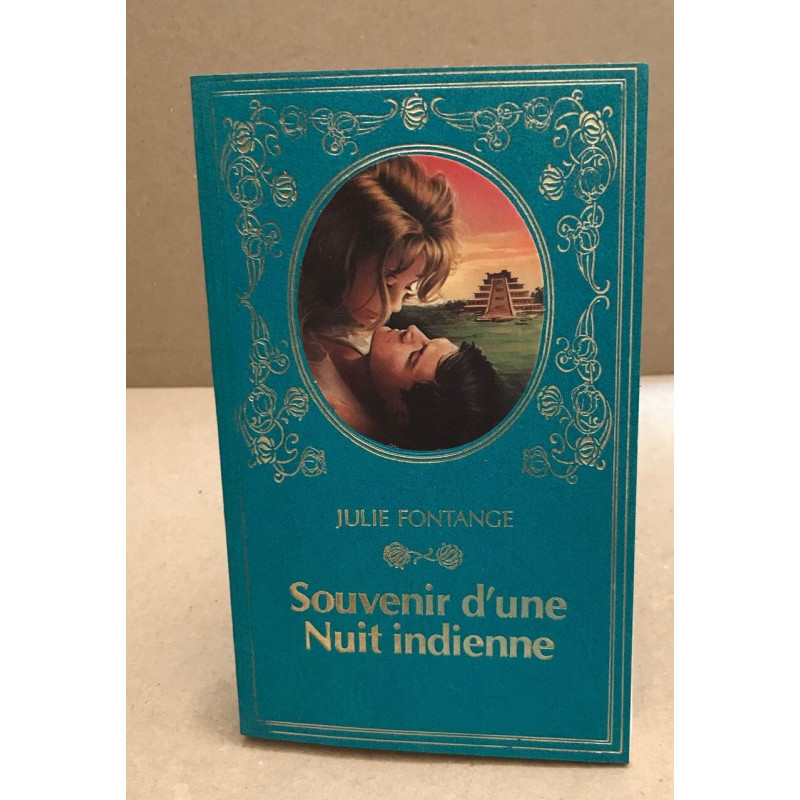 JULIE FONTANGE
Souvenir d'une
Nuit indienne